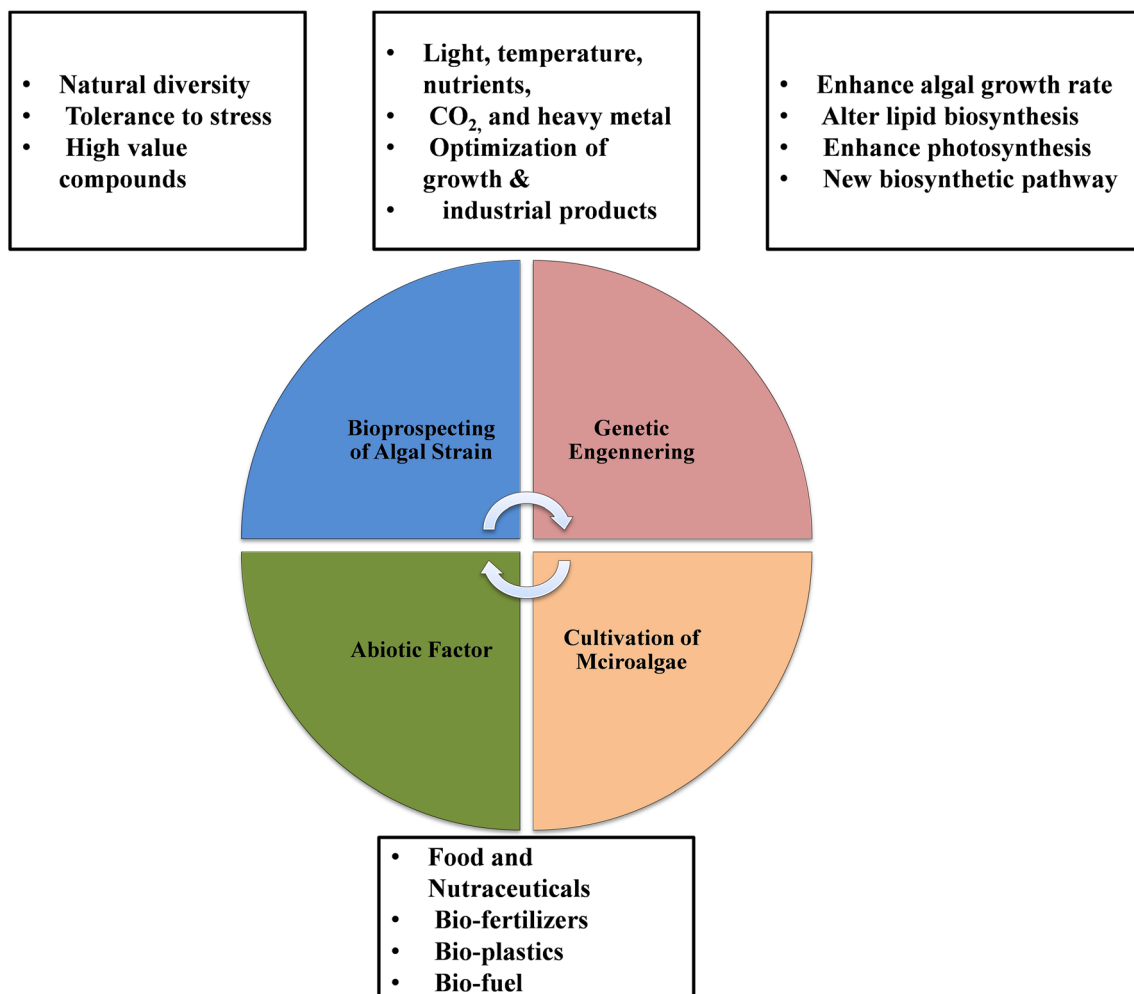 • Natural diversity
• Tolerance to stress
• High value
compounds
• Light, temperature,
nutrients,
• CO2, and heavy metal
• Optimization of
growth &
• industrial products
• Enhance algal growth rate
• Alter lipid biosynthesis
• Enhance photosynthesis
• New biosynthetic pathway
Bioprospecting
of Algal Strain
Genetic
Engennering
Abiotic Factor
Cultivation of
Mciroalgae
• Food and
Nutraceuticals
• Bio-fertilizers
• Bio-plastics
• Bio-fuel